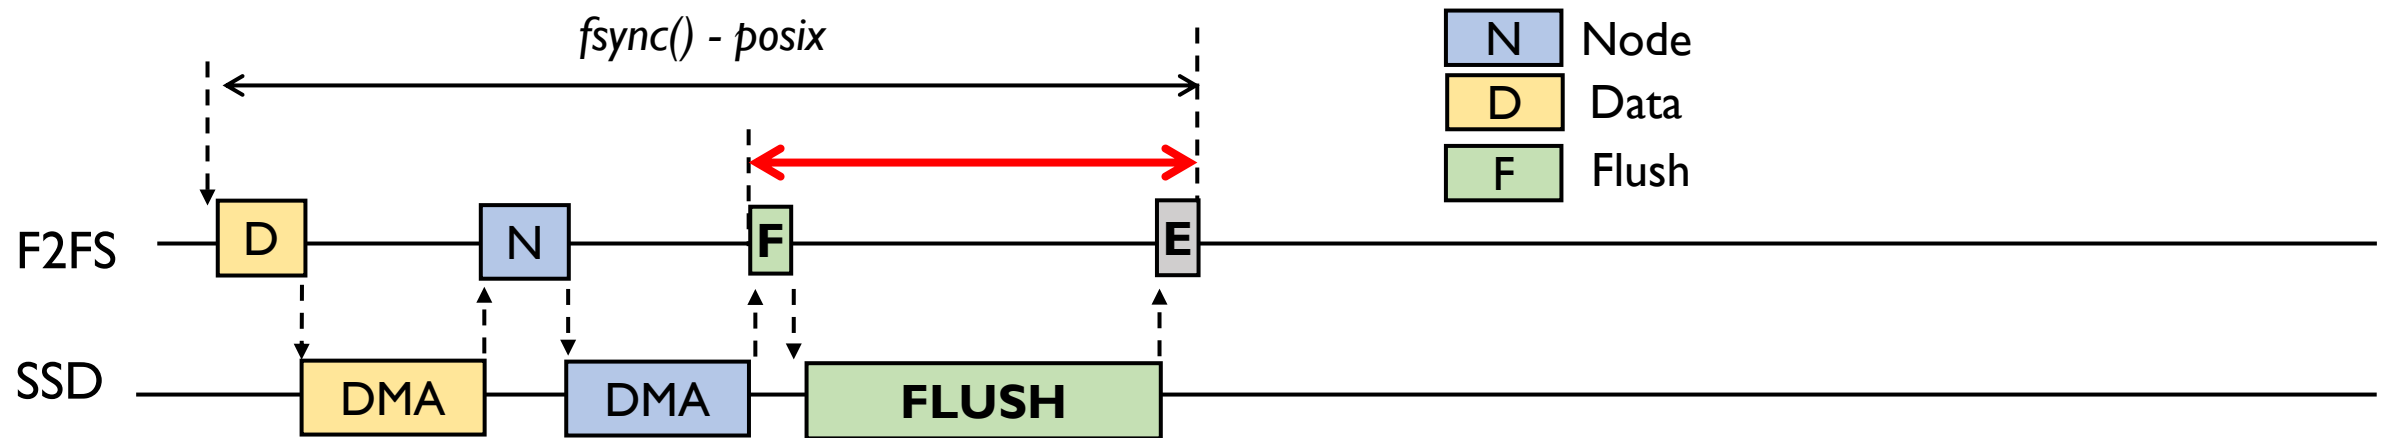 fsync() - posix
N Node
D Data
F Flush
F2FS D N F E
SSD DMA DMA FLUSH